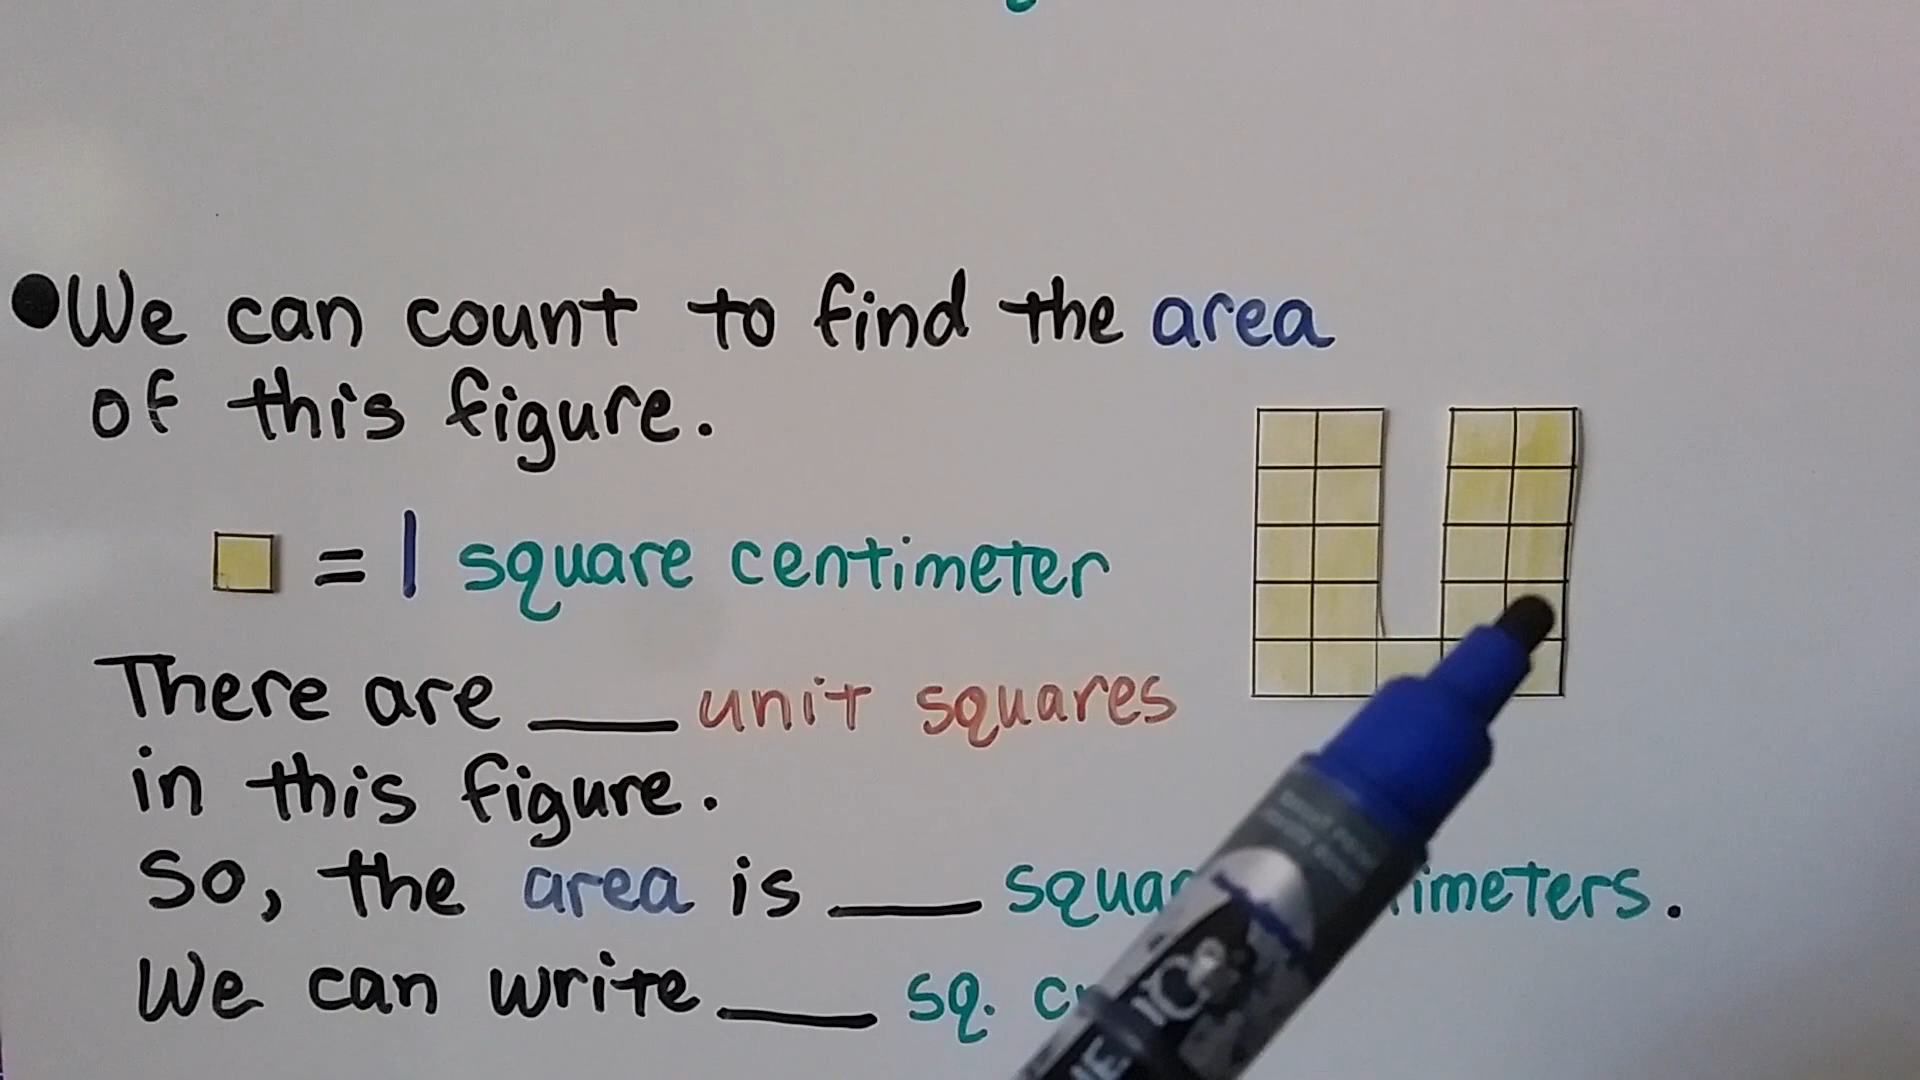 We can count to find the area
of this figure.
= 1 square centimeter
There are ___ unit squares
in this figure.
So, the area is ___
We can write ___ sq.